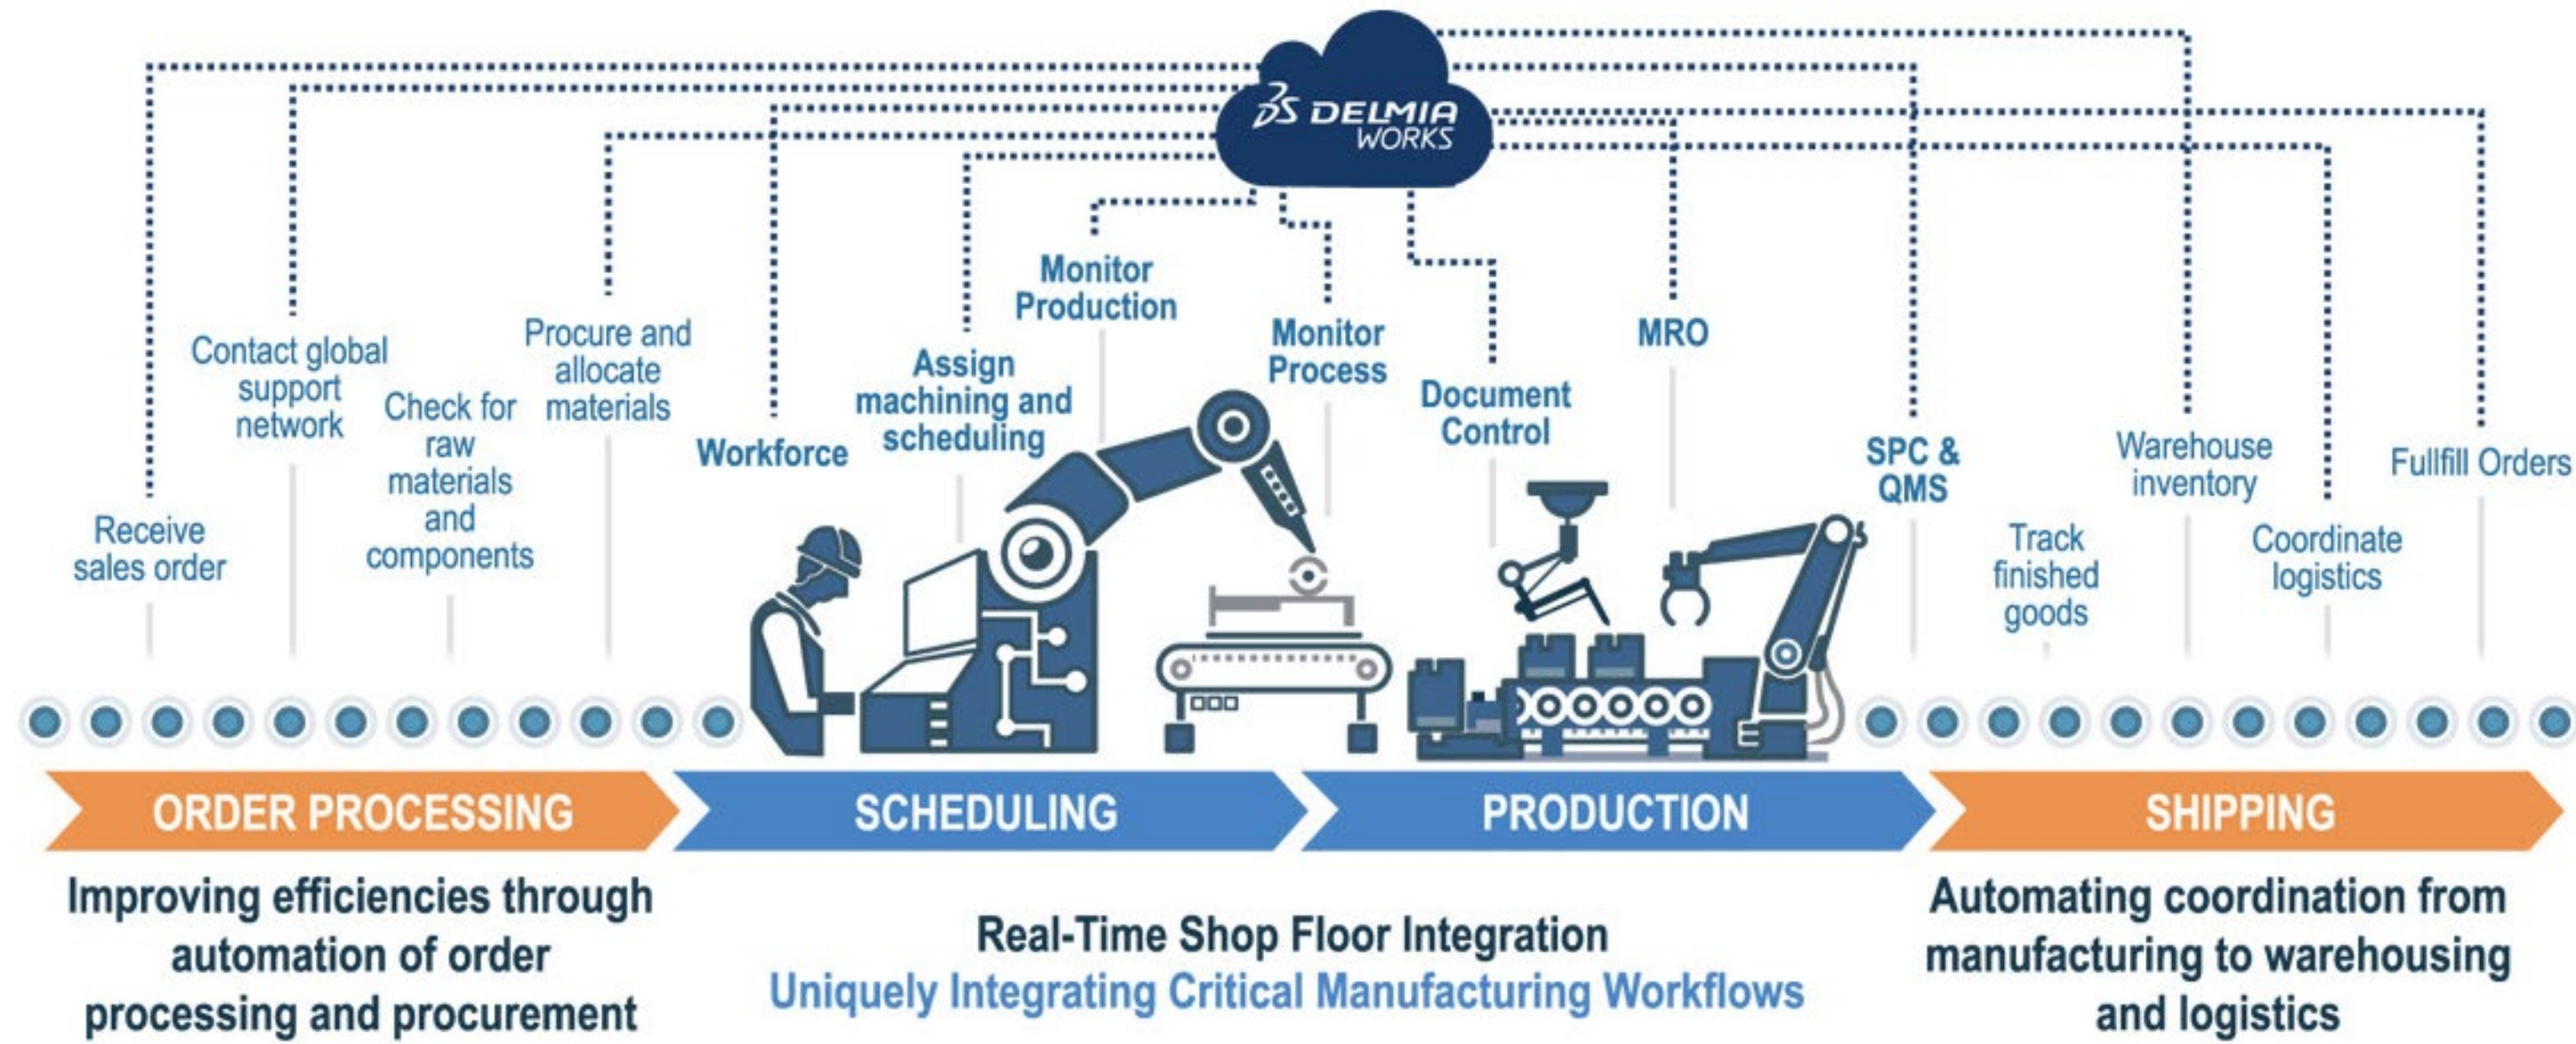 DELMIA
WORKS
Receive
sales order
Contact global
support
network
Check for
raw
materials
and
components
Procure and
allocate
materials
Workforce
Assign
machining and
scheduling
Monitor
Production
Monitor
Process
Document
Control
MRO
SPC &
QMS
Track
finished
goods
Warehouse
inventory
Coordinate
logistics
Fullfill Orders
ORDER PROCESSING
SCHEDULING
PRODUCTION
SHIPPING
Improving efficiencies through
automation of order
processing and procurement
Real-Time Shop Floor Integration
Uniquely Integrating Critical Manufacturing Workflows
Automating coordination from
manufacturing to warehousing
and logistics